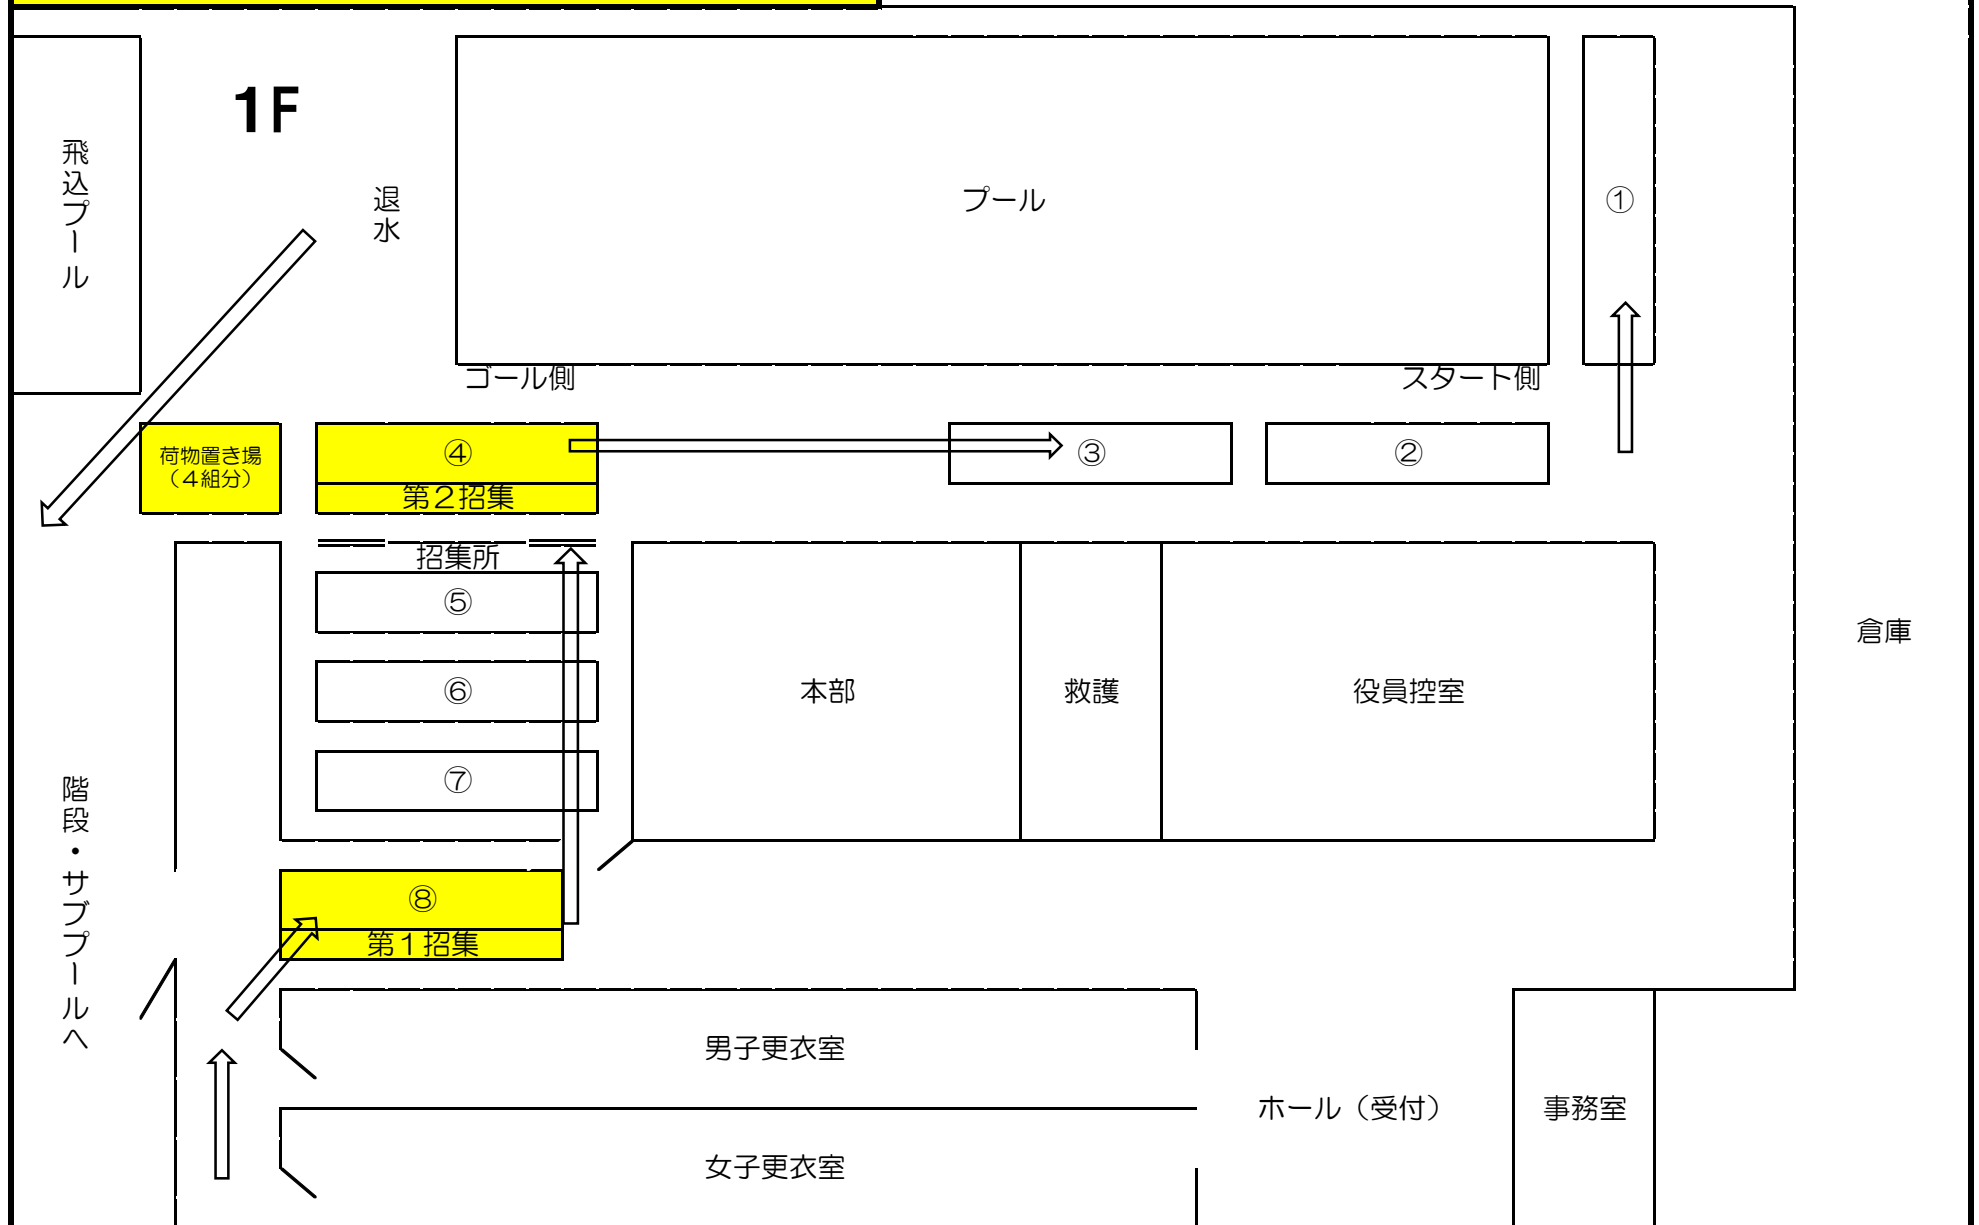 1F
飛込プール
退水
プール
①
ゴール側
スタート側
荷物置き場
（４組分）
④
③
②
第２招集
招集所
⑤
⑥
⑦
本部
救護
役員控室
倉庫
階段・サブプールへ
⑧
第１招集
男子更衣室
ホール（受付）
事務室
女子更衣室